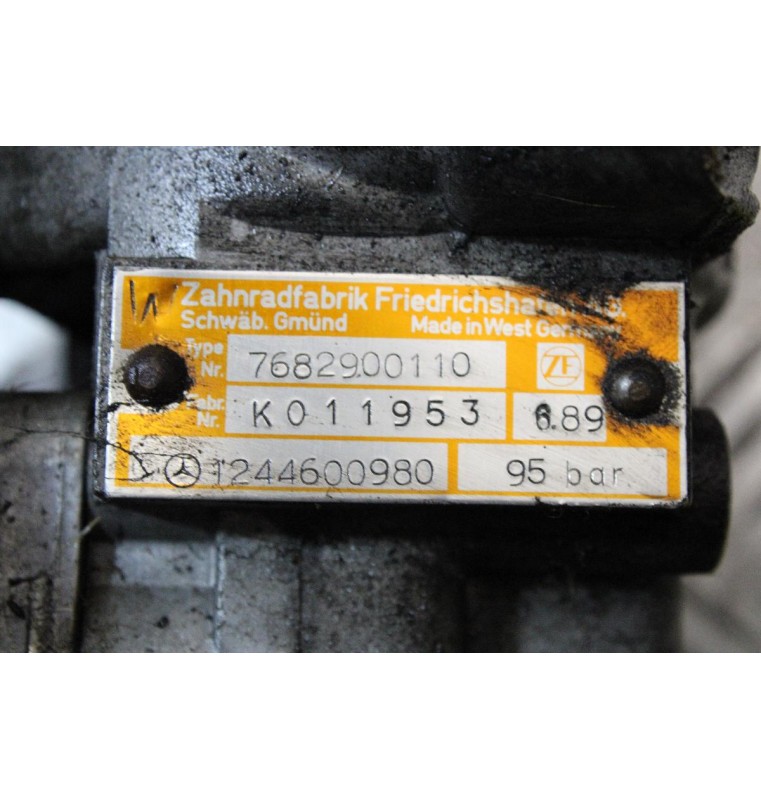 Zahnradfabrik Friedrichshafen A.G.
Schwäb. Gmünd Made in West Germany
Type Nr. 7682900110 ZF
Fabr. Nr. K011953 6.89
1244600980 95 bar